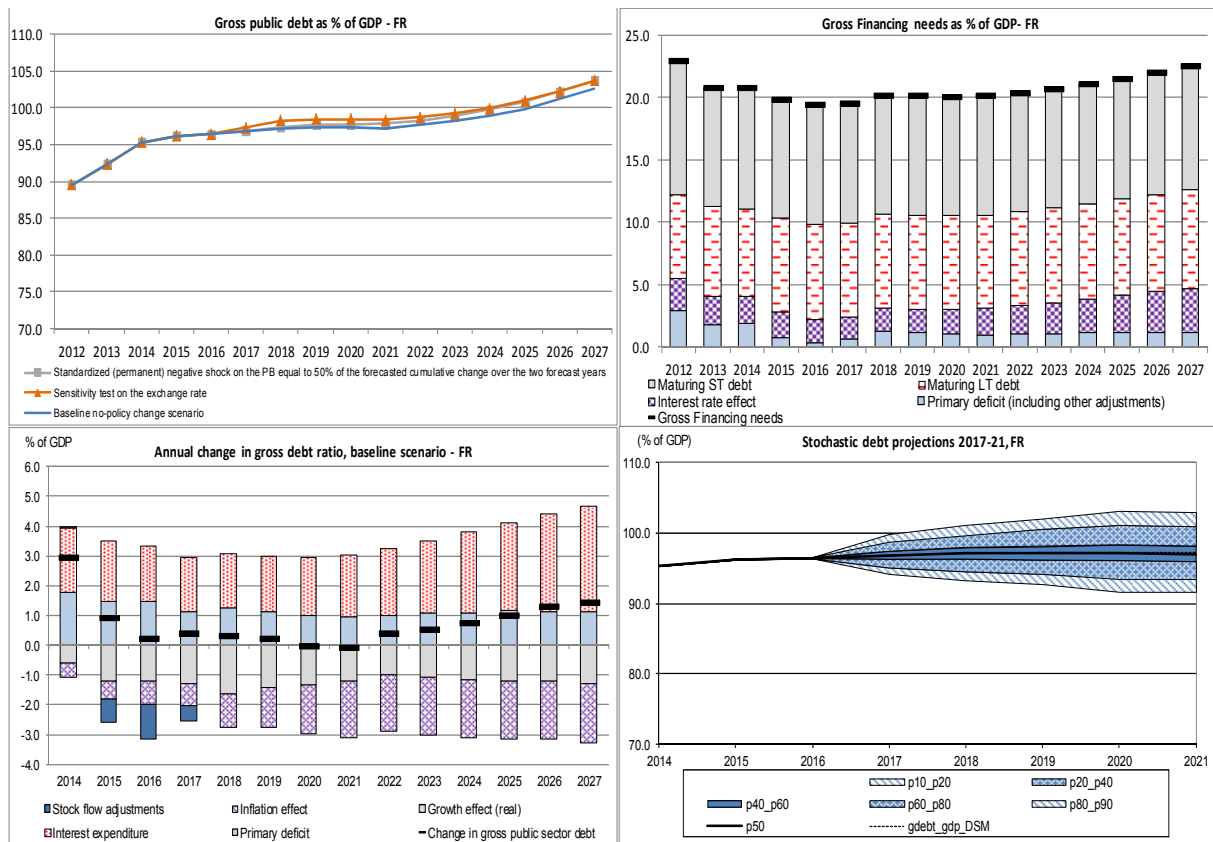 Gross public debt as % of GDP - FR
110.0
105.0
100.0
95.0
90.0
85.0
80.0
75.0
70.0
2012 2013 2014 2015 2016 2017 2018 2019 2020 2021 2022 2023 2024 2025 2026 2027
Standardized (permanent) negative shock on the PB equal to 50% of the forecasted cumulative change over the two forecast years
Sensitivity test on the exchange rate
Baseline no-policy change scenario
Gross Financing needs as % of GDP- FR
25.0
20.0
15.0
10.0
5.0
0.0
2012 2013 2014 2015 2016 2017 2018 2019 2020 2021 2022 2023 2024 2025 2026 2027
Maturing ST debt Maturing LT debt
Interest rate effect Primary deficit (including other adjustments)
Gross Financing needs
% of GDP
Annual change in gross debt ratio, baseline scenario - FR
6.0
5.0
4.0
3.0
2.0
1.0
0.0
-1.0
-2.0
-3.0
-4.0
2014 2015 2016 2017 2018 2019 2020 2021 2022 2023 2024 2025 2026 2027
Stock flow adjustments Inflation effect Growth effect (real)
Interest expenditure Primary deficit Change in gross public sector debt
(% of GDP)
Stochastic debt projections 2017-21, FR
110.0
100.0
90.0
80.0
70.0
2014 2015 2016 2017 2018 2019 2020 2021
p10_p20 p20_p40
p40_p60 p60_p80 p80_p90
p50 gdebt_gdp_DSM